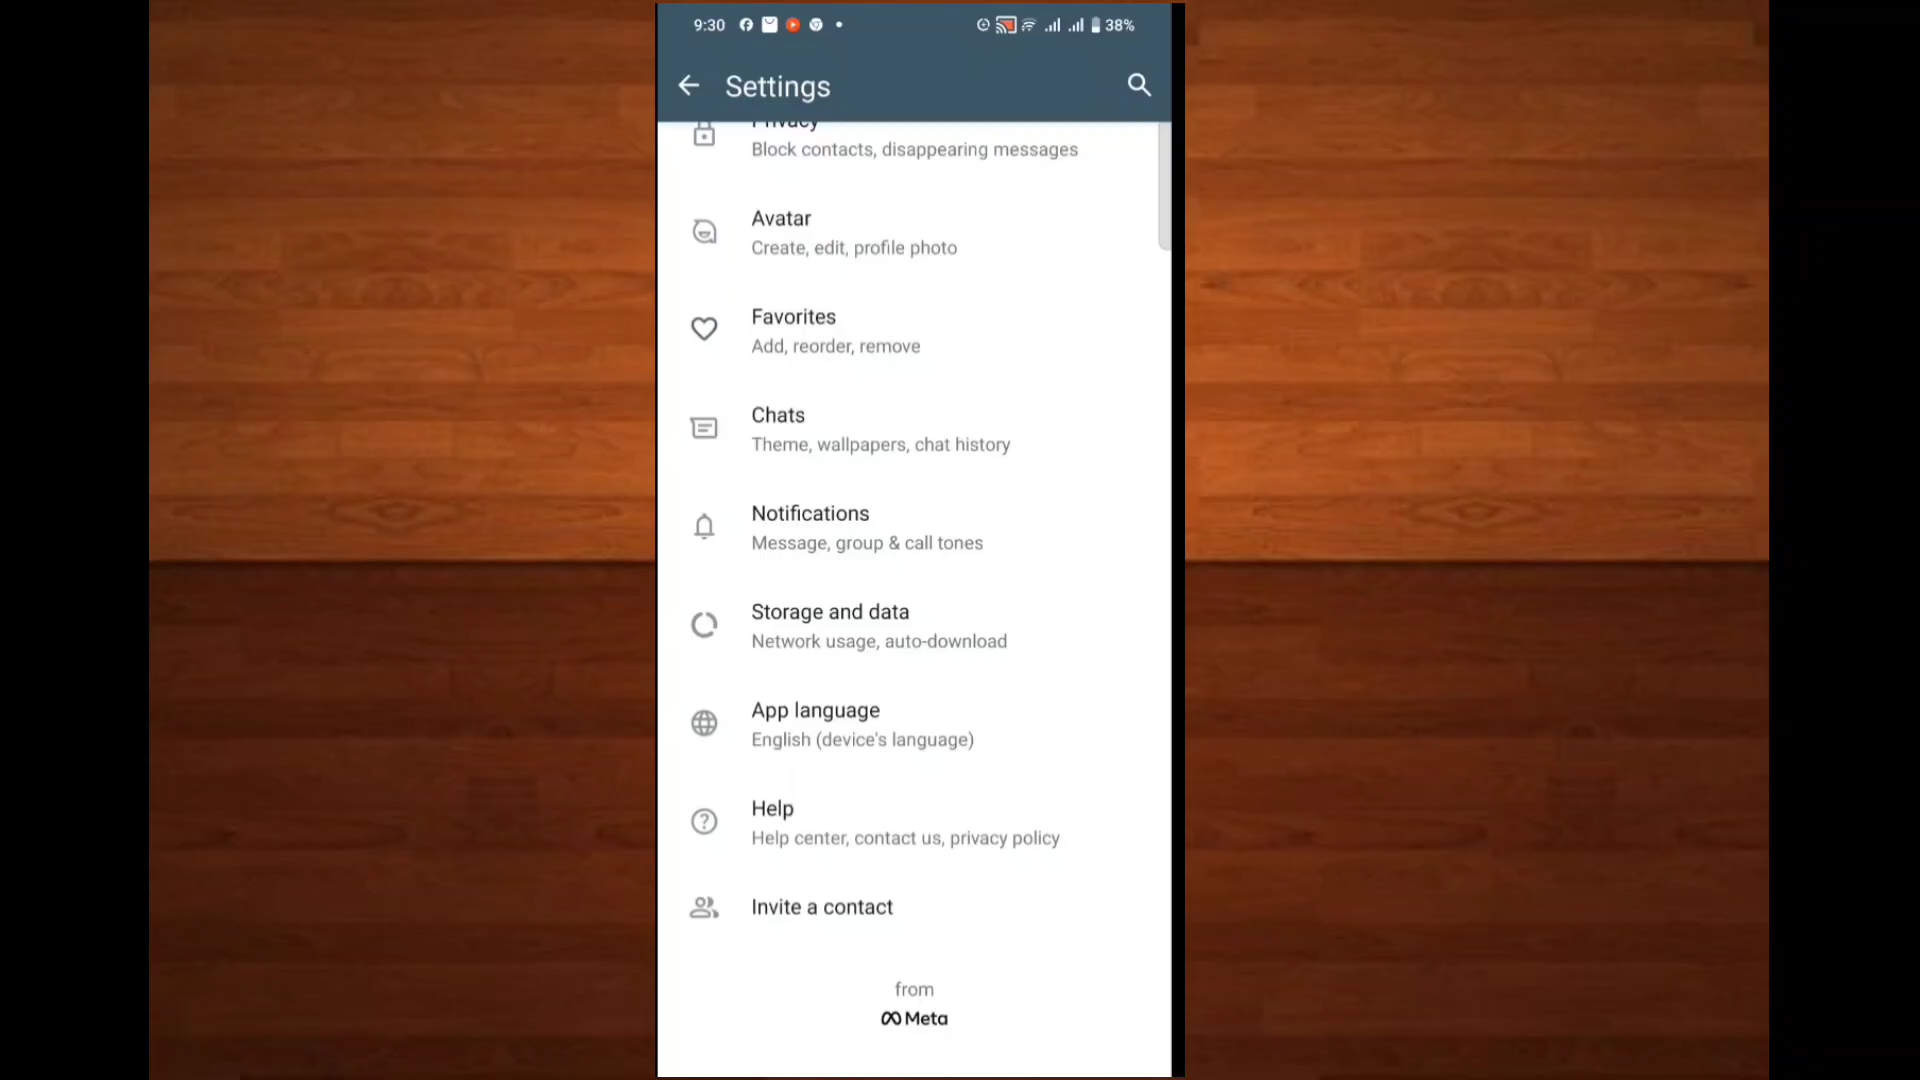 9:30
38%
Settings
Privacy
Block contacts, disappearing messages
Avatar
Create, edit, profile photo
Favorites
Add, reorder, remove
Chats
Theme, wallpapers, chat history
Notifications
Message, group & call tones
Storage and data
Network usage, auto-download
App language
English (device's language)
Help
Help center, contact us, privacy policy
Invite a contact
from
Meta